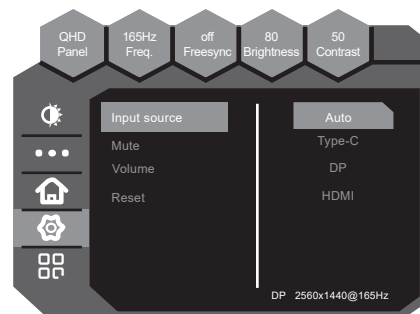 QHD
Panel
165Hz
Freq.
off
Freesync
80
Brightness
50
Contrast
Input source
Mute
Volume
Reset
Auto
Type-C
DP
HDMI
DP 2560x1440@165Hz